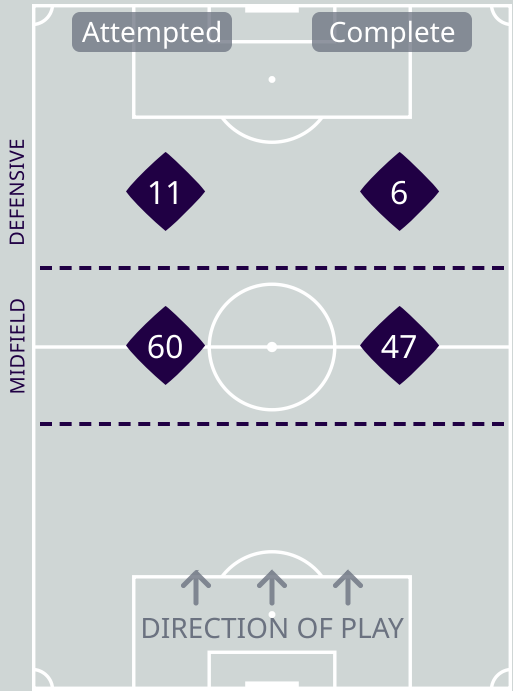 Attempted Complete
DEFENSIVE
11 6
MIDFIELD
60 47
DIRECTION OF PLAY